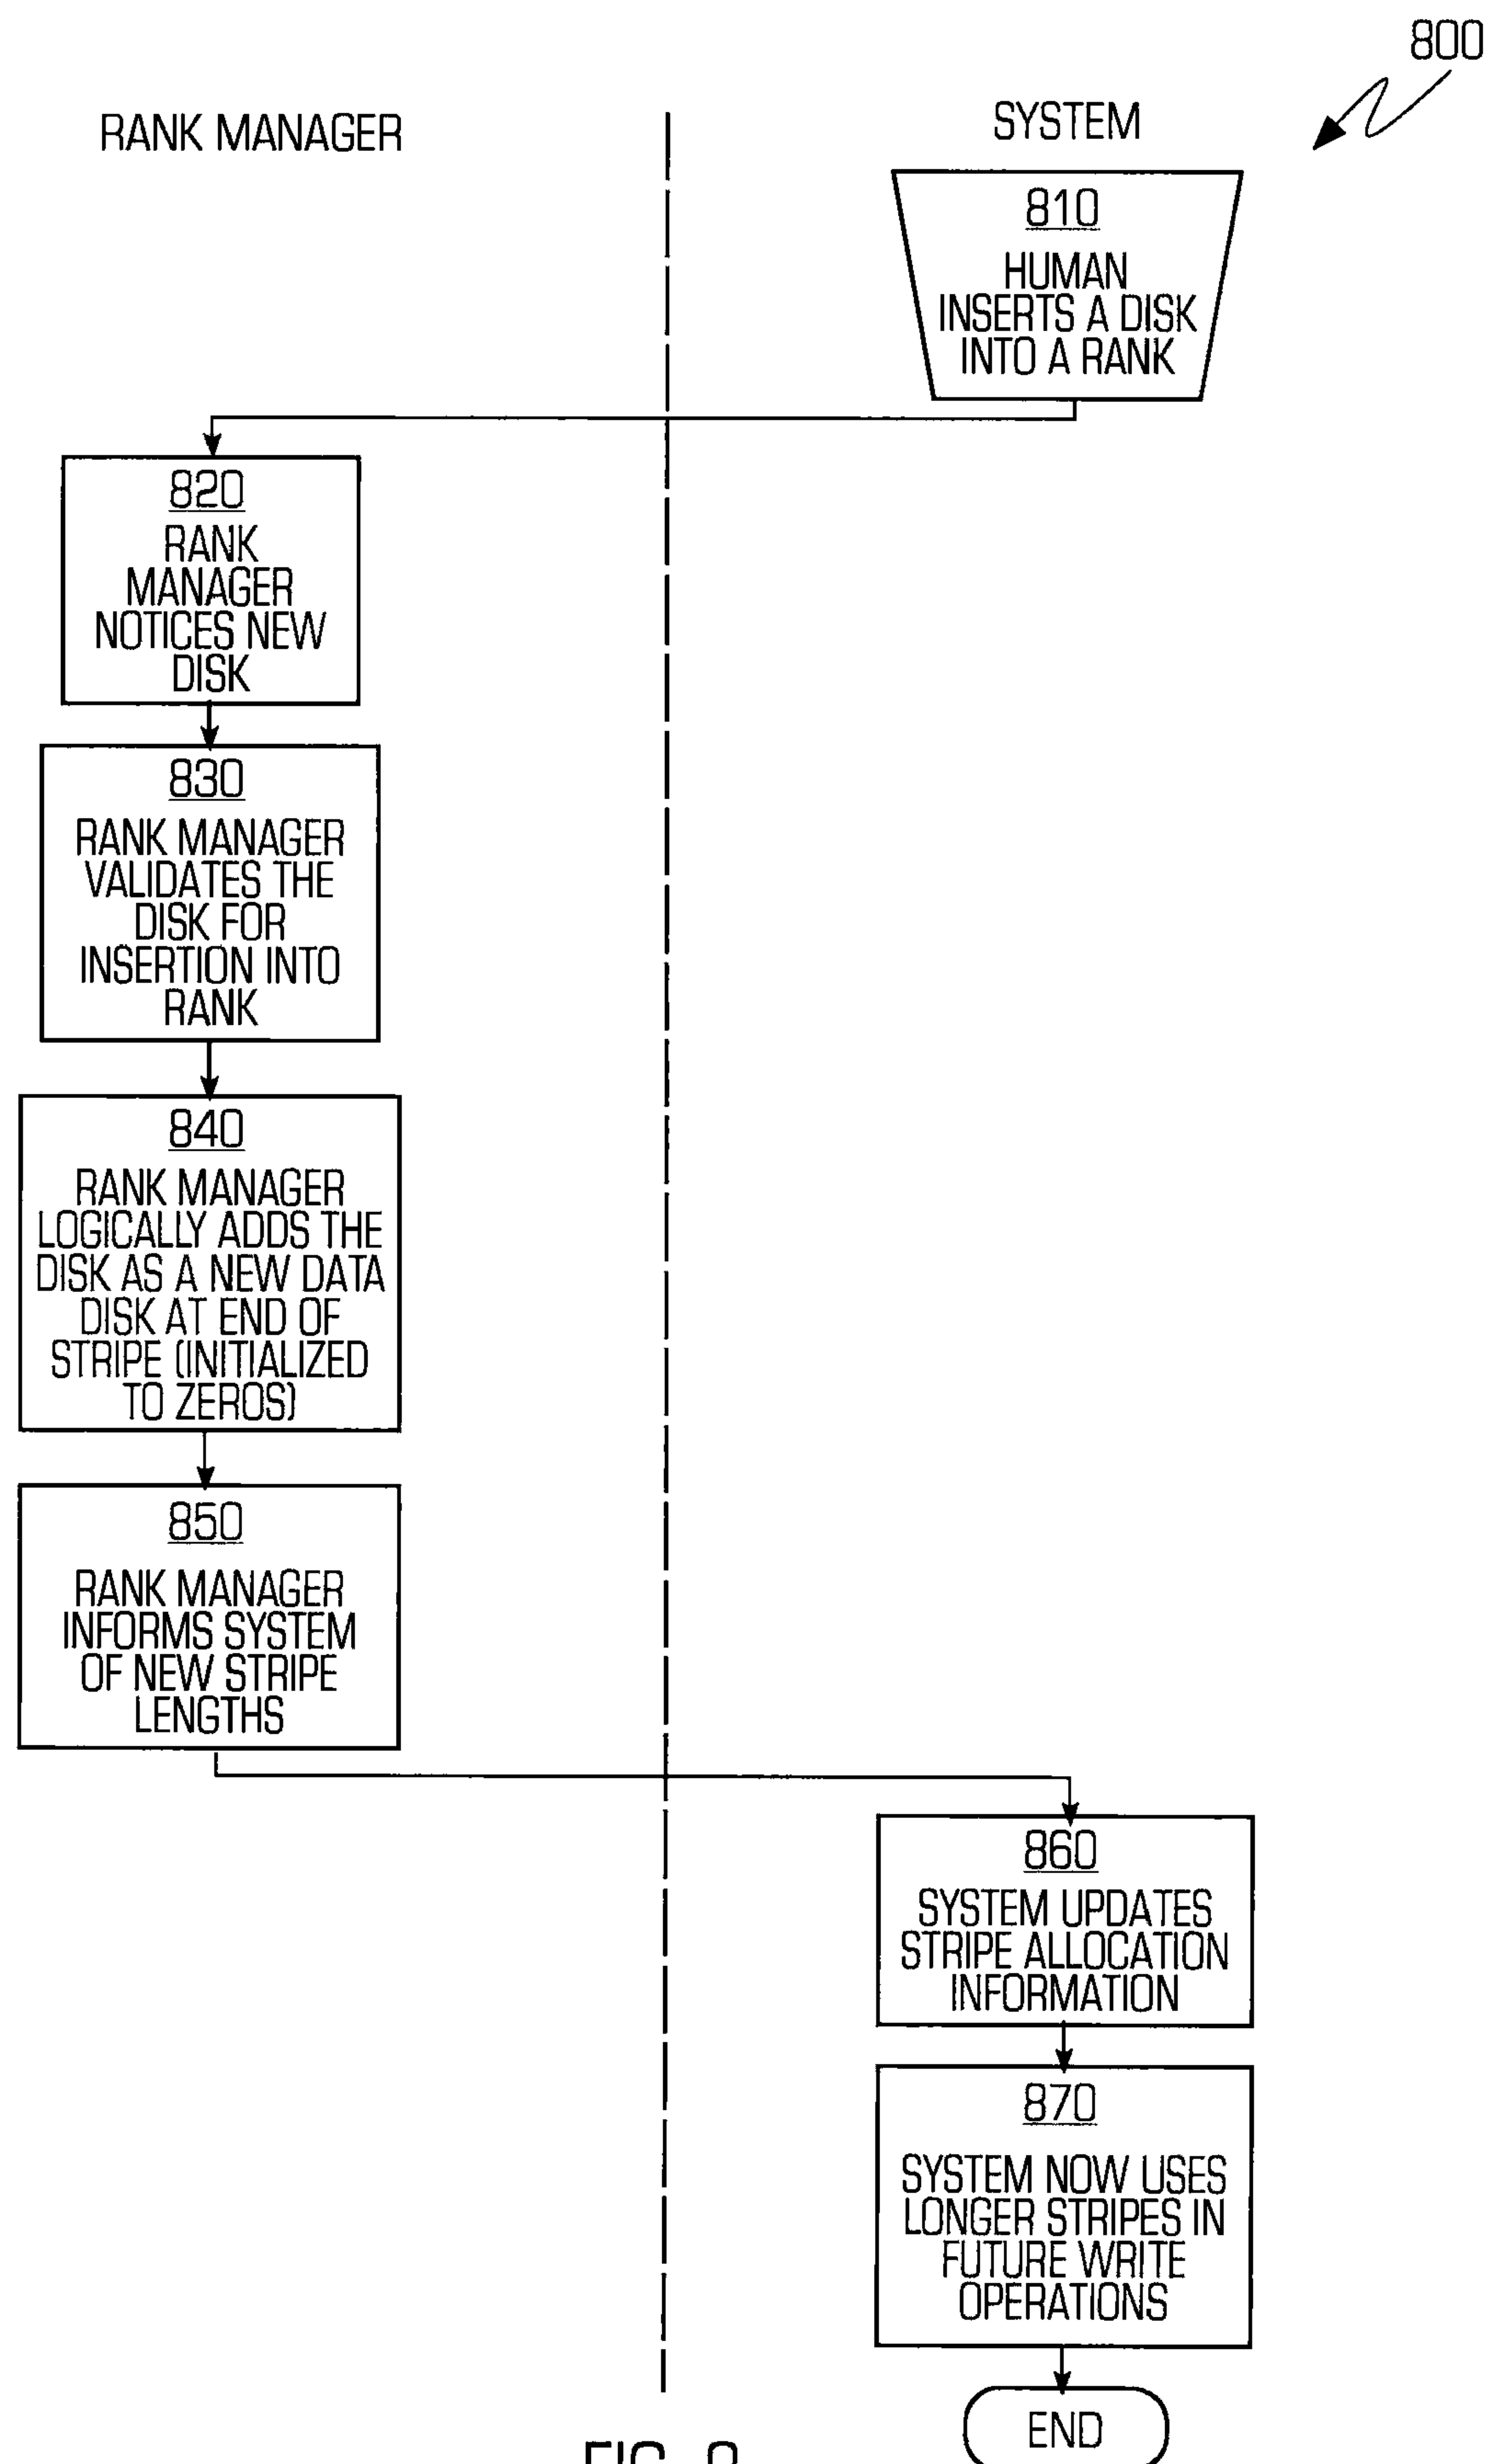 800
RANK MANAGER
SYSTEM
810
HUMAN
INSERTS A DISK
INTO A RANK
820
RANK
MANAGER
NOTICES NEW
DISK
830
RANK MANAGER
VALIDATES THE
DISK FOR
INSERTION INTO
RANK
840
RANK MANAGER
LOGICALLY ADDS THE
DISK AS A NEW DATA
DISK AT END OF
STRIPE (INITIALIZED
TO ZEROS)
850
RANK MANAGER
INFORMS SYSTEM
OF NEW STRIPE
LENGTHS
860
SYSTEM UPDATES
STRIPE ALLOCATION
INFORMATION
870
SYSTEM NOW USES
LONGER STRIPES IN
FUTURE WRITE
OPERATIONS
END
FIG.